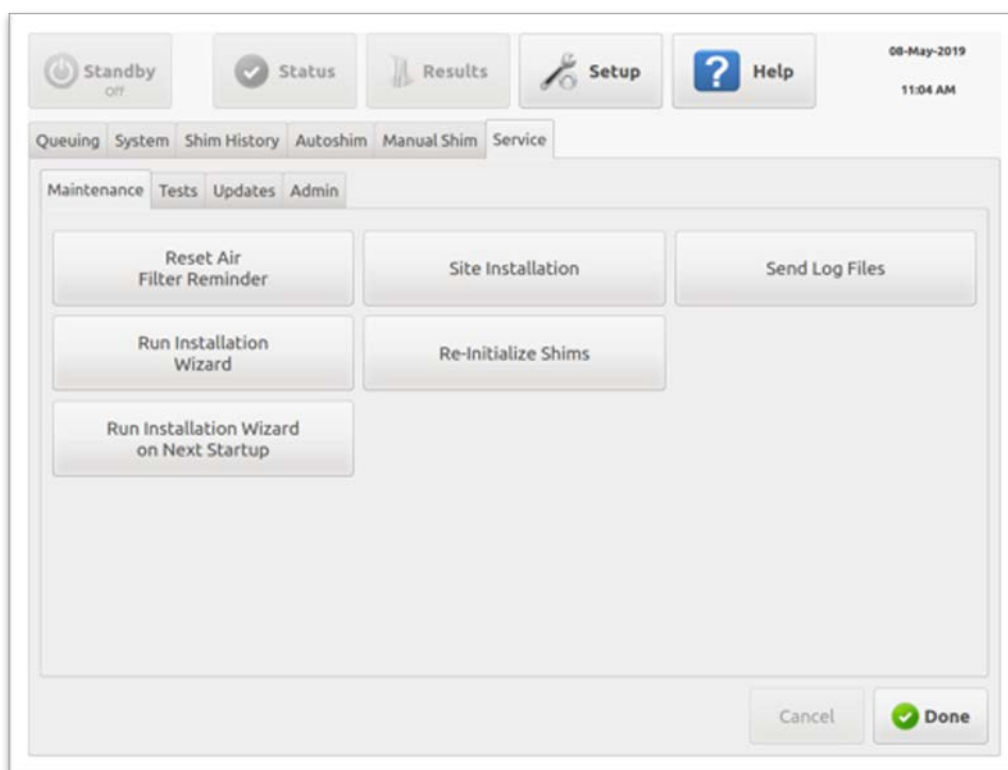 Standby
Off
Status
Results
Setup
Help
08-May-2019
11:04 AM
Queuing System Shim History Autoshim Manual Shim Service
Maintenance Tests Updates Admin
Reset Air
Filter Reminder
Site Installation
Send Log Files
Run Installation
Wizard
Re-Initialize Shims
Run Installation Wizard
on Next Startup
Cancel
Done